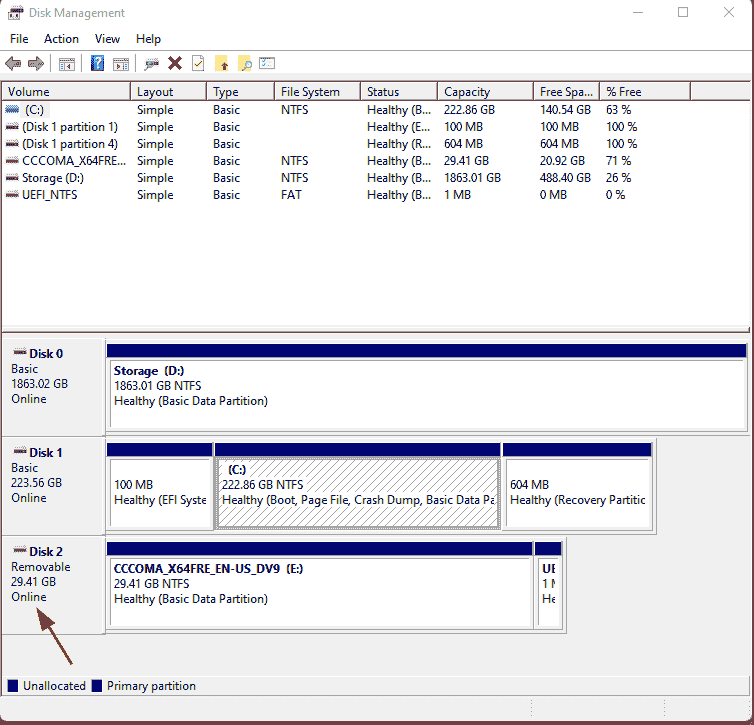 Disk Management
File Action View Help
Volume Layout Type File System Status Capacity Free Spa... % Free
(C:) Simple Basic NTFS Healthy (B... 222.86 GB 140.54 GB 63 %
(Disk 1 partition 1) Simple Basic Healthy (E... 100 MB 100 MB 100 %
(Disk 1 partition 4) Simple Basic Healthy (R... 604 MB 604 MB 100 %
CCCOMA_X64FRE... Simple Basic NTFS Healthy (B... 29.41 GB 20.92 GB 71 %
Storage (D:) Simple Basic NTFS Healthy (B... 1863.01 GB 488.40 GB 26 %
UEFI_NTFS Simple Basic FAT Healthy (B... 1 MB 0 MB 0 %
Disk 0
Basic
1863.02 GB
Online
Storage (D:)
1863.01 GB NTFS
Healthy (Basic Data Partition)
Disk 1
Basic
223.56 GB
Online
100 MB
Healthy (EFI Syste
(C:)
222.86 GB NTFS
Healthy (Boot, Page File, Crash Dump, Basic Data Pa
604 MB
Healthy (Recovery Partitic
Disk 2
Removable
29.41 GB
Online
CCCOMA_X64FRE_EN-US_DV9 (E:)
29.41 GB NTFS
Healthy (Basic Data Partition)
UE
1 M
He
Unallocated Primary partition